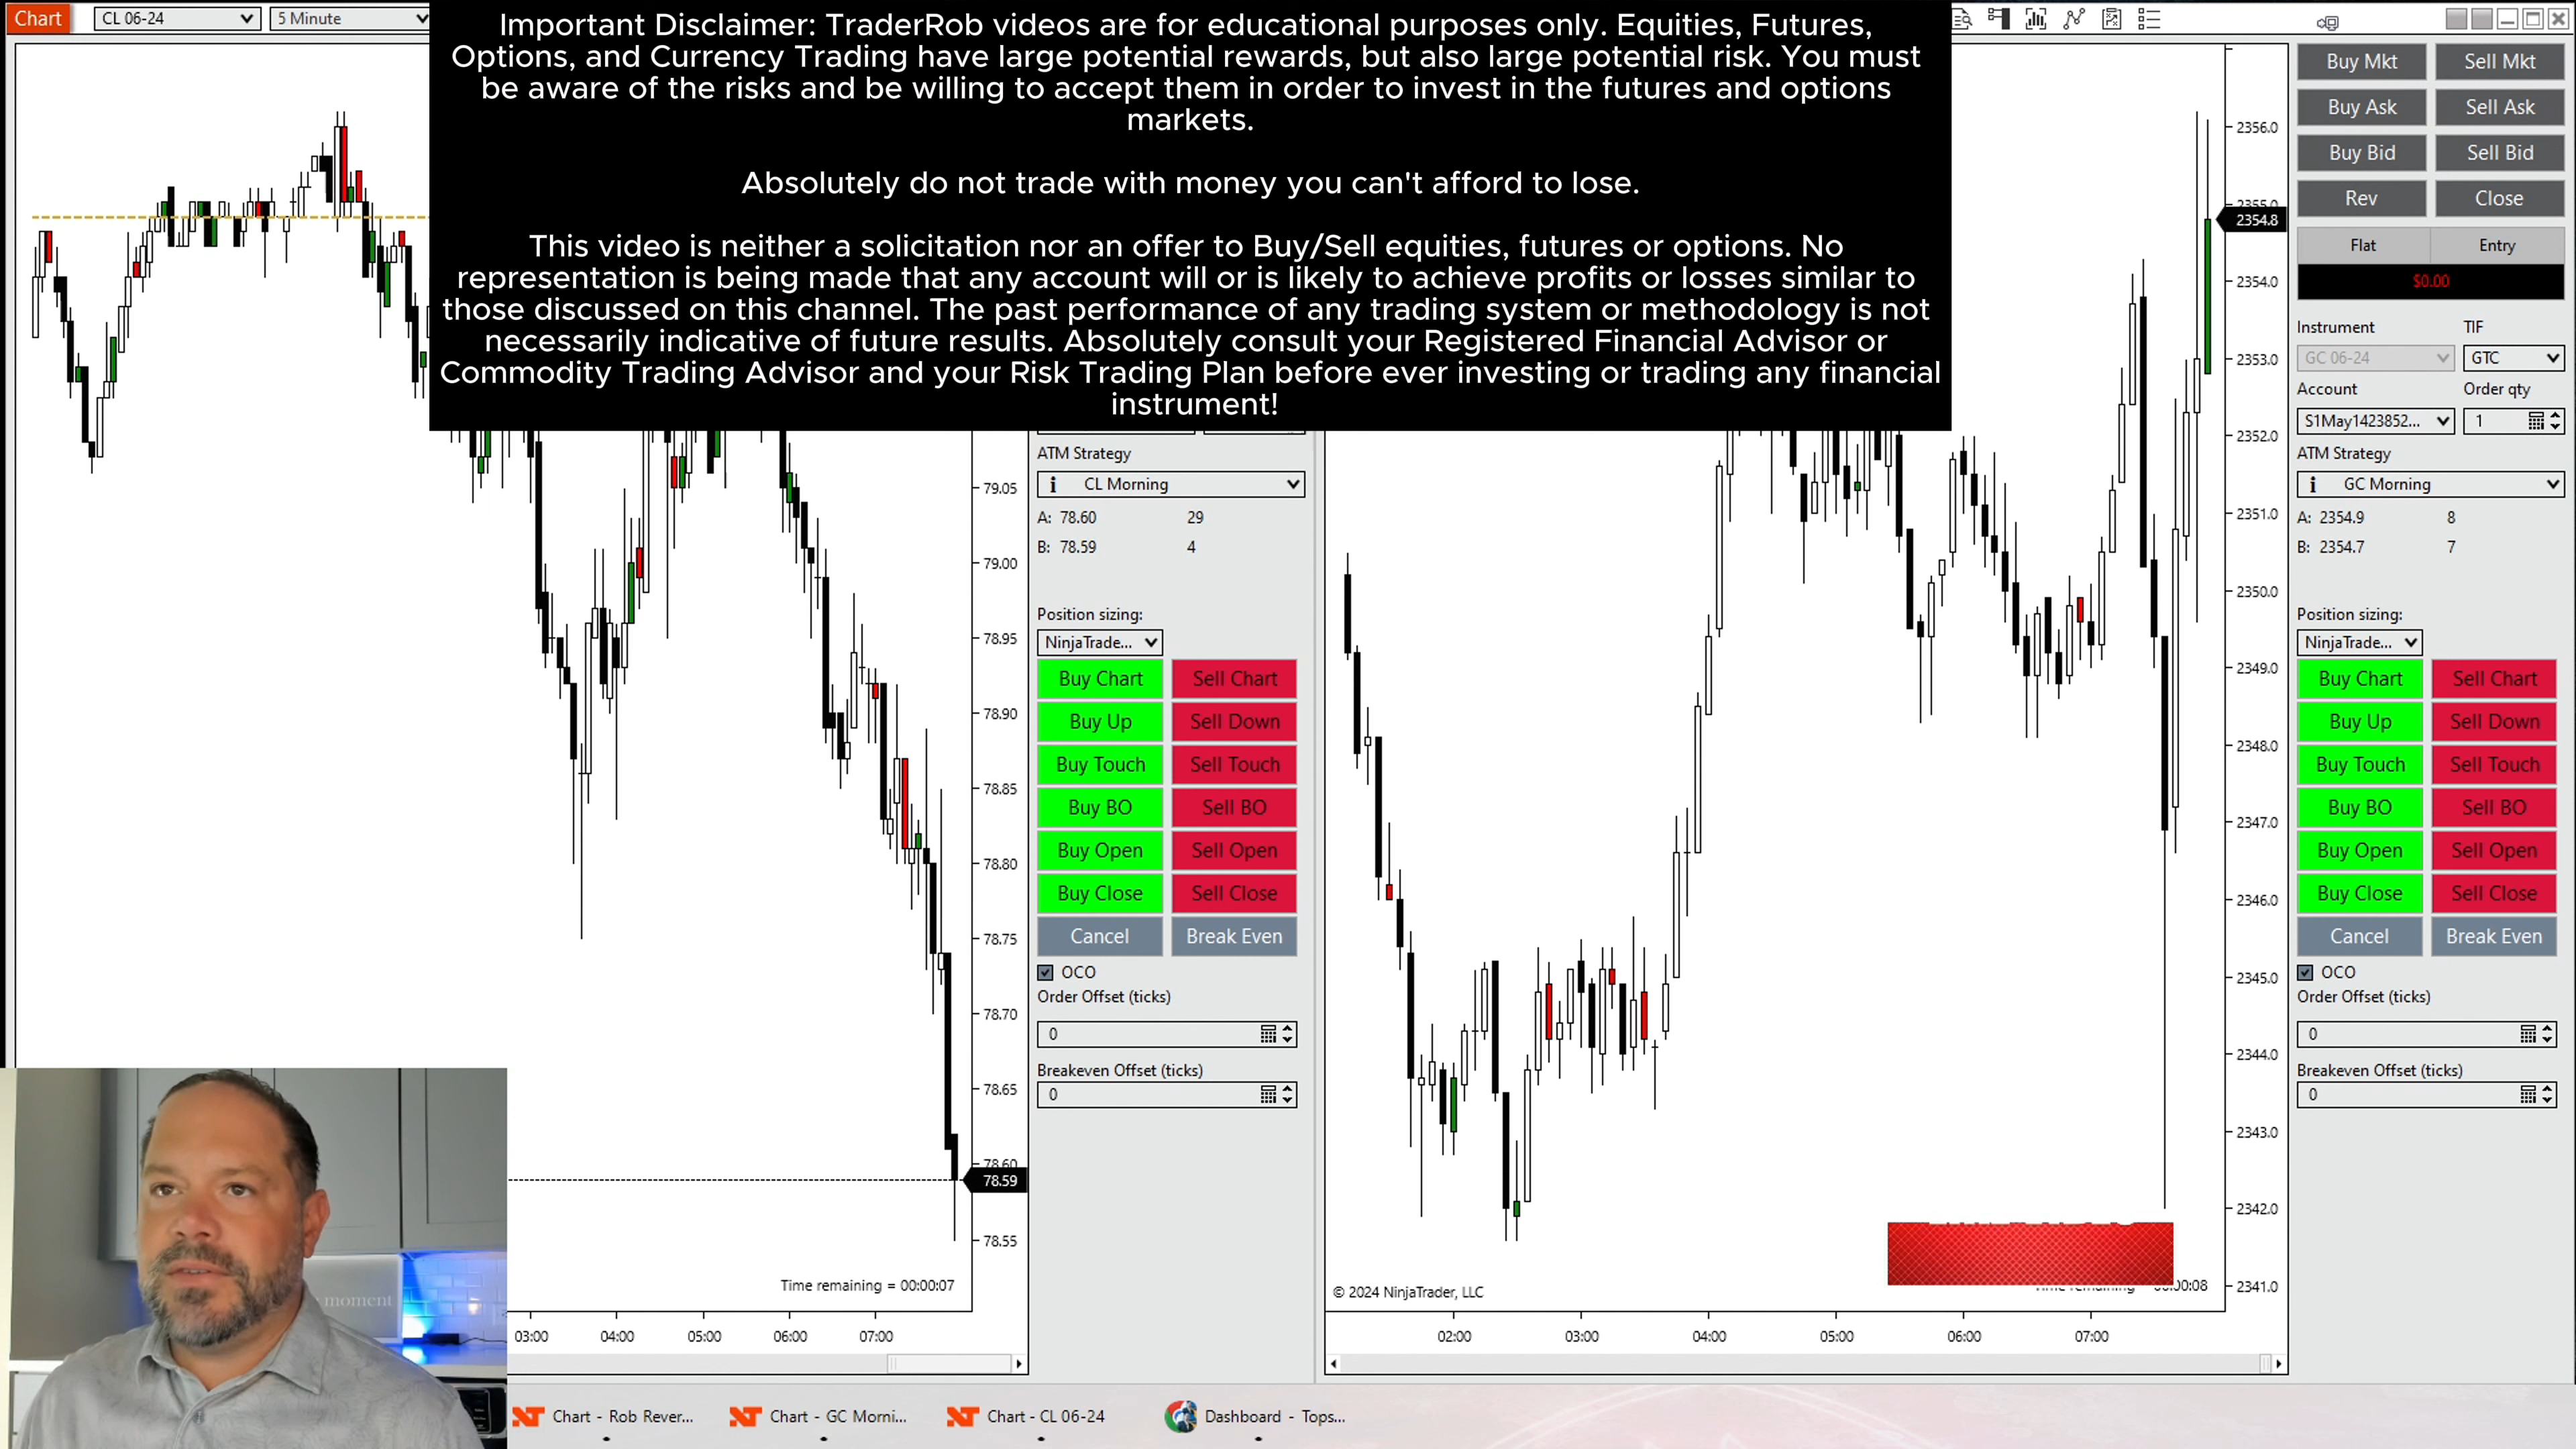 Chart
CL 06-24
5 Minute
Important Disclaimer: TraderRob videos are for educational purposes only. Equities, Futures,
Options, and Currency Trading have large potential rewards, but also large potential risk. You must
be aware of the risks and be willing to accept them in order to invest in the futures and options
markets.
Absolutely do not trade with money you can't afford to lose.
This video is neither a solicitation nor an offer to Buy/Sell equities, futures or options. No
representation is being made that any account will or is likely to achieve profits or losses similar to
those discussed on this channel. The past performance of any trading system or methodology is not
necessarily indicative of future results. Absolutely consult your Registered Financial Advisor or
Commodity Trading Advisor and your Risk Trading Plan before ever investing or trading any financial
instrument!
79.05
79.00
78.95
78.90
78.85
78.80
78.75
78.70
78.65
78.60
78.59
78.55
Time remaining = 00:00:07
03:00 04:00 05:00 06:00 07:00
ATM Strategy
CL Morning
A: 78.60 29
B: 78.59 4
Position sizing:
NinjaTrade...
Buy Chart Sell Chart
Buy Up Sell Down
Buy Touch Sell Touch
Buy BO Sell BO
Buy Open Sell Open
Buy Close Sell Close
Cancel Break Even
OCO
Order Offset (ticks)
0
Breakeven Offset (ticks)
0
2356.0
2355.0
2354.8
2354.0
2353.0
2352.0
2351.0
2350.0
2349.0
2348.0
2347.0
2346.0
2345.0
2344.0
2343.0
2342.0
2341.0
© 2024 NinjaTrader, LLC
00:08
02:00 03:00 04:00 05:00 06:00 07:00
Buy Mkt Sell Mkt
Buy Ask Sell Ask
Buy Bid Sell Bid
Rev Close
Flat Entry
$0.00
Instrument TIF
GC 06-24 GTC
Account Order qty
S1May1423852... 1
ATM Strategy
GC Morning
A: 2354.9 8
B: 2354.7 7
Position sizing:
NinjaTrade...
Buy Chart Sell Chart
Buy Up Sell Down
Buy Touch Sell Touch
Buy BO Sell BO
Buy Open Sell Open
Buy Close Sell Close
Cancel Break Even
OCO
Order Offset (ticks)
0
Breakeven Offset (ticks)
0
moment
Chart - Rob Rever...
Chart - GC Morni...
Chart - CL 06-24
Dashboard - Tops...